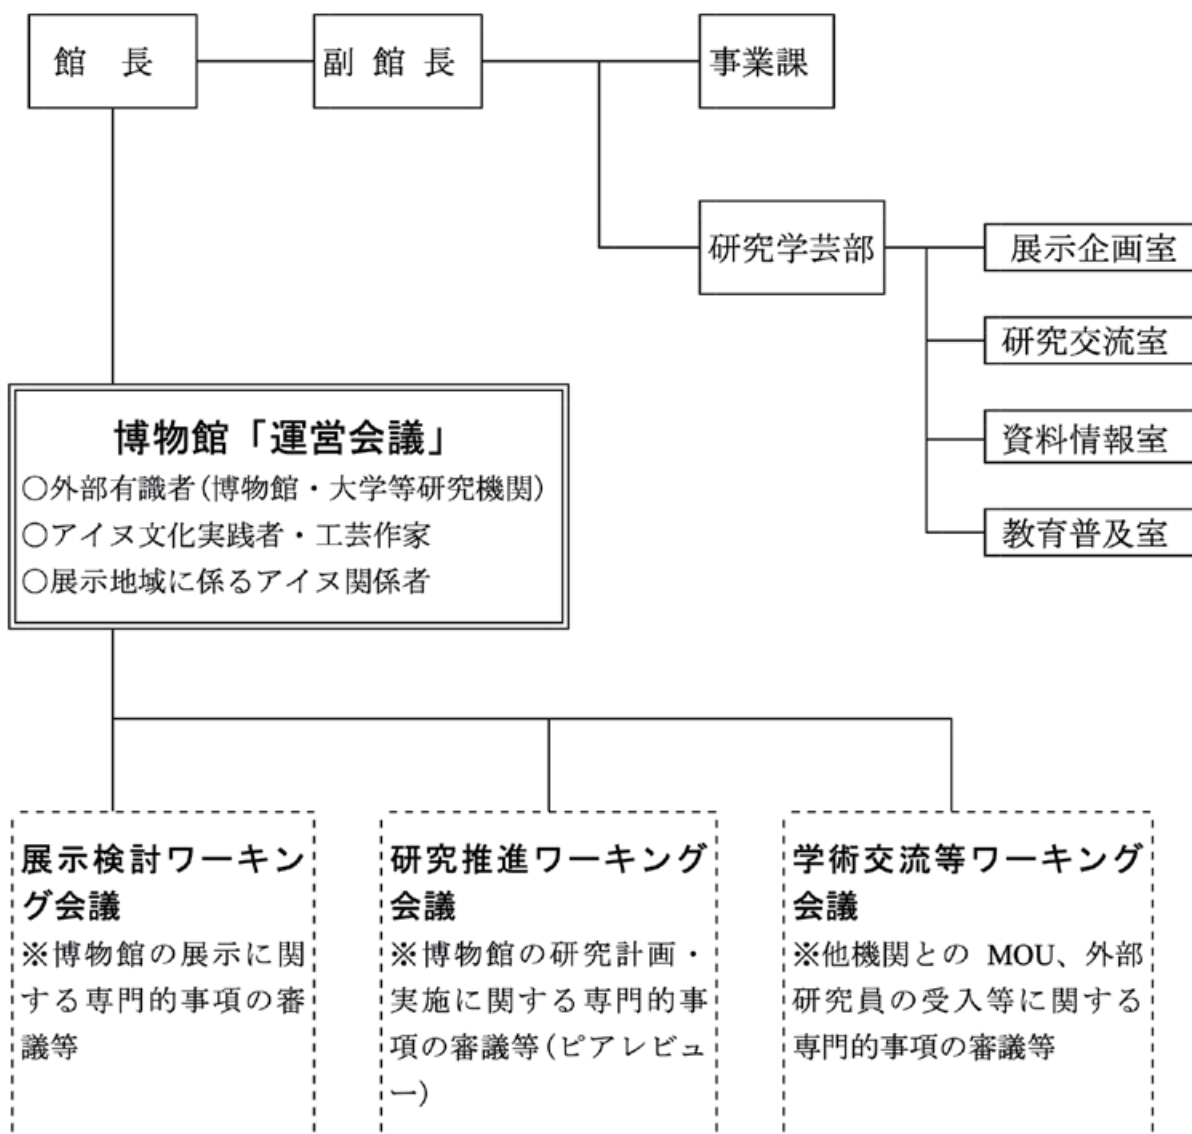 館 長
副 館 長
事業課
研究学芸部
展示企画室
研究交流室
資料情報室
教育普及室
博物館「運営会議」
○外部有識者(博物館・大学等研究機関)
○アイヌ文化実践者・工芸作家
○展示地域に係るアイヌ関係者
展示検討ワーキン
グ会議
※博物館の展示に関
する専門的事項の審
議等
研究推進ワーキング
会議
※博物館の研究計画・
実施に関する専門的事
項の審議等(ピアレビュ
ー)
学術交流等ワーキング
会議
※他機関との MOU、外部
研究員の受入等に関する
専門的事項の審議等